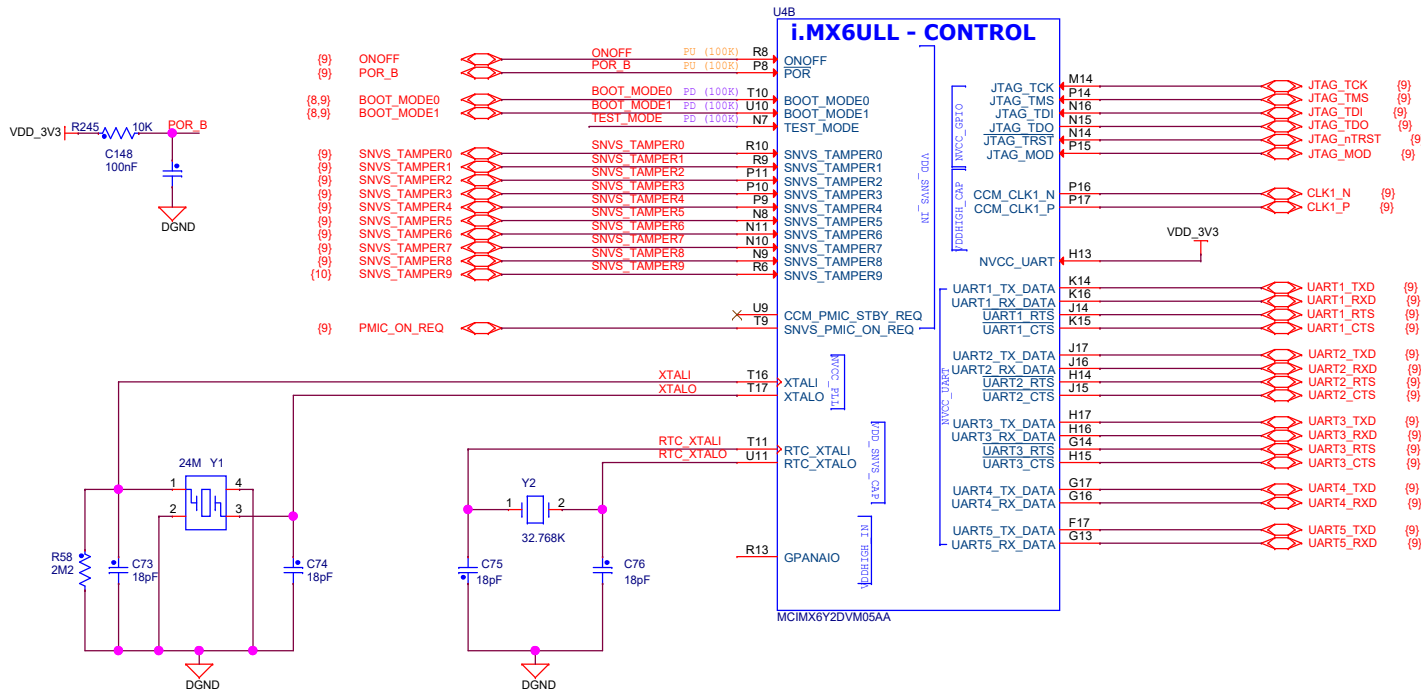 U4B
i.MX6ULL - CONTROL
{9} ONOFF ONOFF PU (100K) R8 ONOFF
{9} POR_B POR_B PU (100K) P8 POR
{8,9} BOOT_MODE0 BOOT_MODE0 PD (100K) T10 BOOT_MODE0
{8,9} BOOT_MODE1 BOOT_MODE1 PD (100K) U10 BOOT_MODE1
TEST_MODE PD (100K) N7 TEST_MODE
VDD_3V3 R245 10K POR_B
C148
100nF
DGND
{9} SNVS_TAMPER0 SNVS_TAMPER0 R10 SNVS_TAMPER0
{9} SNVS_TAMPER1 SNVS_TAMPER1 R9 SNVS_TAMPER1
{9} SNVS_TAMPER2 SNVS_TAMPER2 P11 SNVS_TAMPER2
{9} SNVS_TAMPER3 SNVS_TAMPER3 P10 SNVS_TAMPER3
{9} SNVS_TAMPER4 SNVS_TAMPER4 P9 SNVS_TAMPER4
{9} SNVS_TAMPER5 SNVS_TAMPER5 N8 SNVS_TAMPER5
{9} SNVS_TAMPER6 SNVS_TAMPER6 N11 SNVS_TAMPER6
{9} SNVS_TAMPER7 SNVS_TAMPER7 N10 SNVS_TAMPER7
{9} SNVS_TAMPER8 SNVS_TAMPER8 N9 SNVS_TAMPER8
{10} SNVS_TAMPER9 SNVS_TAMPER9 R6 SNVS_TAMPER9
U9 CCM_PMIC_STBY_REQ
{9} PMIC_ON_REQ T9 SNVS_PMIC_ON_REQ
VDD_SNVS_IN
XTALI T16 XTALI
XTALO T17 XTALO
NVCC_PLL
RTC_XTALI T11 RTC_XTALI
RTC_XTALO U11 RTC_XTALO
VDD_SNVS_CAP
R13 GPANAIO
VDDHIGH_IN
24M Y1
1 4
2 3
R58
2M2
C73
18pF
C74
18pF
DGND
Y2
1 2
32.768K
C75
18pF
C76
18pF
DGND
JTAG_TCK M14 JTAG_TCK {9}
JTAG_TMS P14 JTAG_TMS {9}
JTAG_TDI N16 JTAG_TDI {9}
JTAG_TDO N15 JTAG_TDO {9}
JTAG_TRST N14 JTAG_nTRST {9
JTAG_MOD P15 JTAG_MOD {9}
NVCC_GPIO
CCM_CLK1_N P16 CLK1_N {9}
CCM_CLK1_P P17 CLK1_P {9}
VDDHIGH_CAP
VDD_3V3
NVCC_UART H13
UART1_TX_DATA K14 UART1_TXD {9}
UART1_RX_DATA K16 UART1_RXD {9}
UART1_RTS J14 UART1_RTS {9}
UART1_CTS K15 UART1_CTS {9}
UART2_TX_DATA J17 UART2_TXD {9}
UART2_RX_DATA J16 UART2_RXD {9}
UART2_RTS H14 UART2_RTS {9}
UART2_CTS J15 UART2_CTS {9}
NVCC_UART
UART3_TX_DATA H17 UART3_TXD {9}
UART3_RX_DATA H16 UART3_RXD {9}
UART3_RTS G14 UART3_RTS {9}
UART3_CTS H15 UART3_CTS {9}
UART4_TX_DATA G17 UART4_TXD {9}
UART4_RX_DATA G16 UART4_RXD {9}
UART5_TX_DATA F17 UART5_TXD {9}
UART5_RX_DATA G13 UART5_RXD {9}
MCIMX6Y2DVM05AA